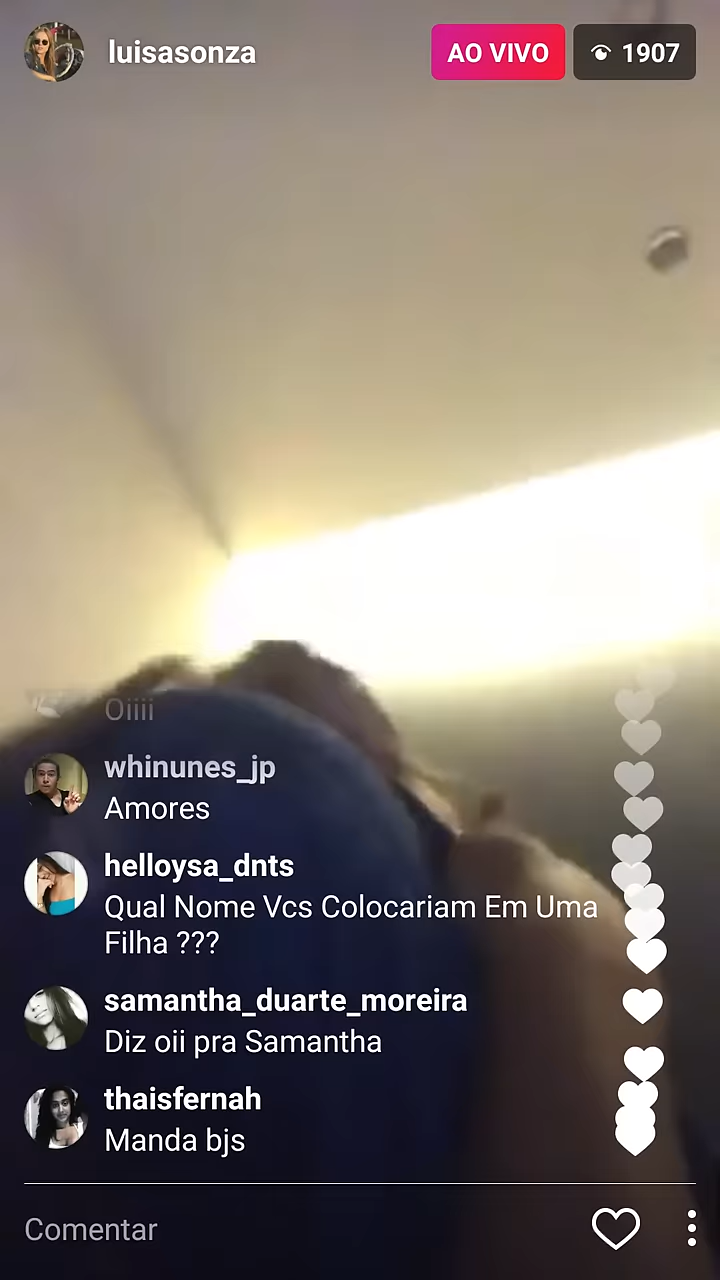 luisasonza
AO VIVO
1907
Oiiii
whinunes_jp
Amores
helloysa_dnts
Qual Nome Vcs Colocariam Em Uma
Filha ???
samantha_duarte_moreira
Diz oii pra Samantha
thaisfernah
Manda bjs
Comentar